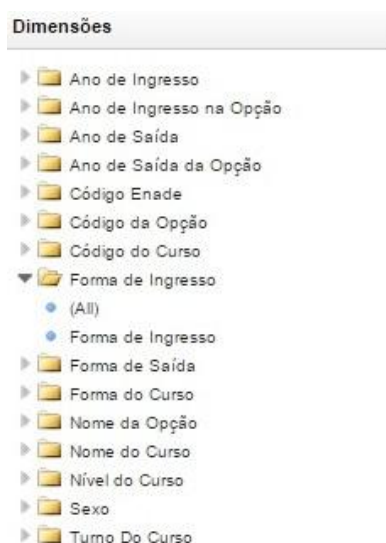 Dimensões
Ano de Ingresso
Ano de Ingresso na Opção
Ano de Saída
Ano de Saída da Opção
Código Enade
Código da Opção
Código do Curso
Forma de Ingresso
(All)
Forma de Ingresso
Forma de Saída
Forma do Curso
Nome da Opção
Nome do Curso
Nível do Curso
Sexo
Turno Do Curso